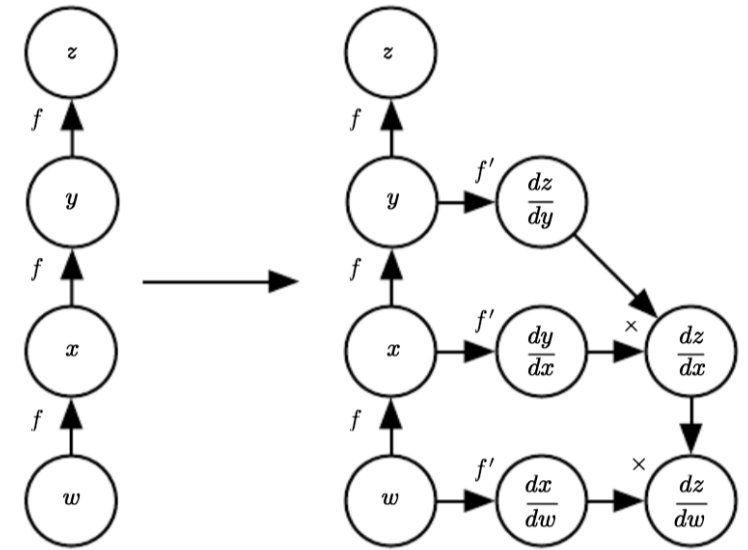 z z
f f
f′
y y dz/dy
f f
f′ ×
x x dy/dx dz/dx
f f
f′ ×
w w dx/dw dz/dw